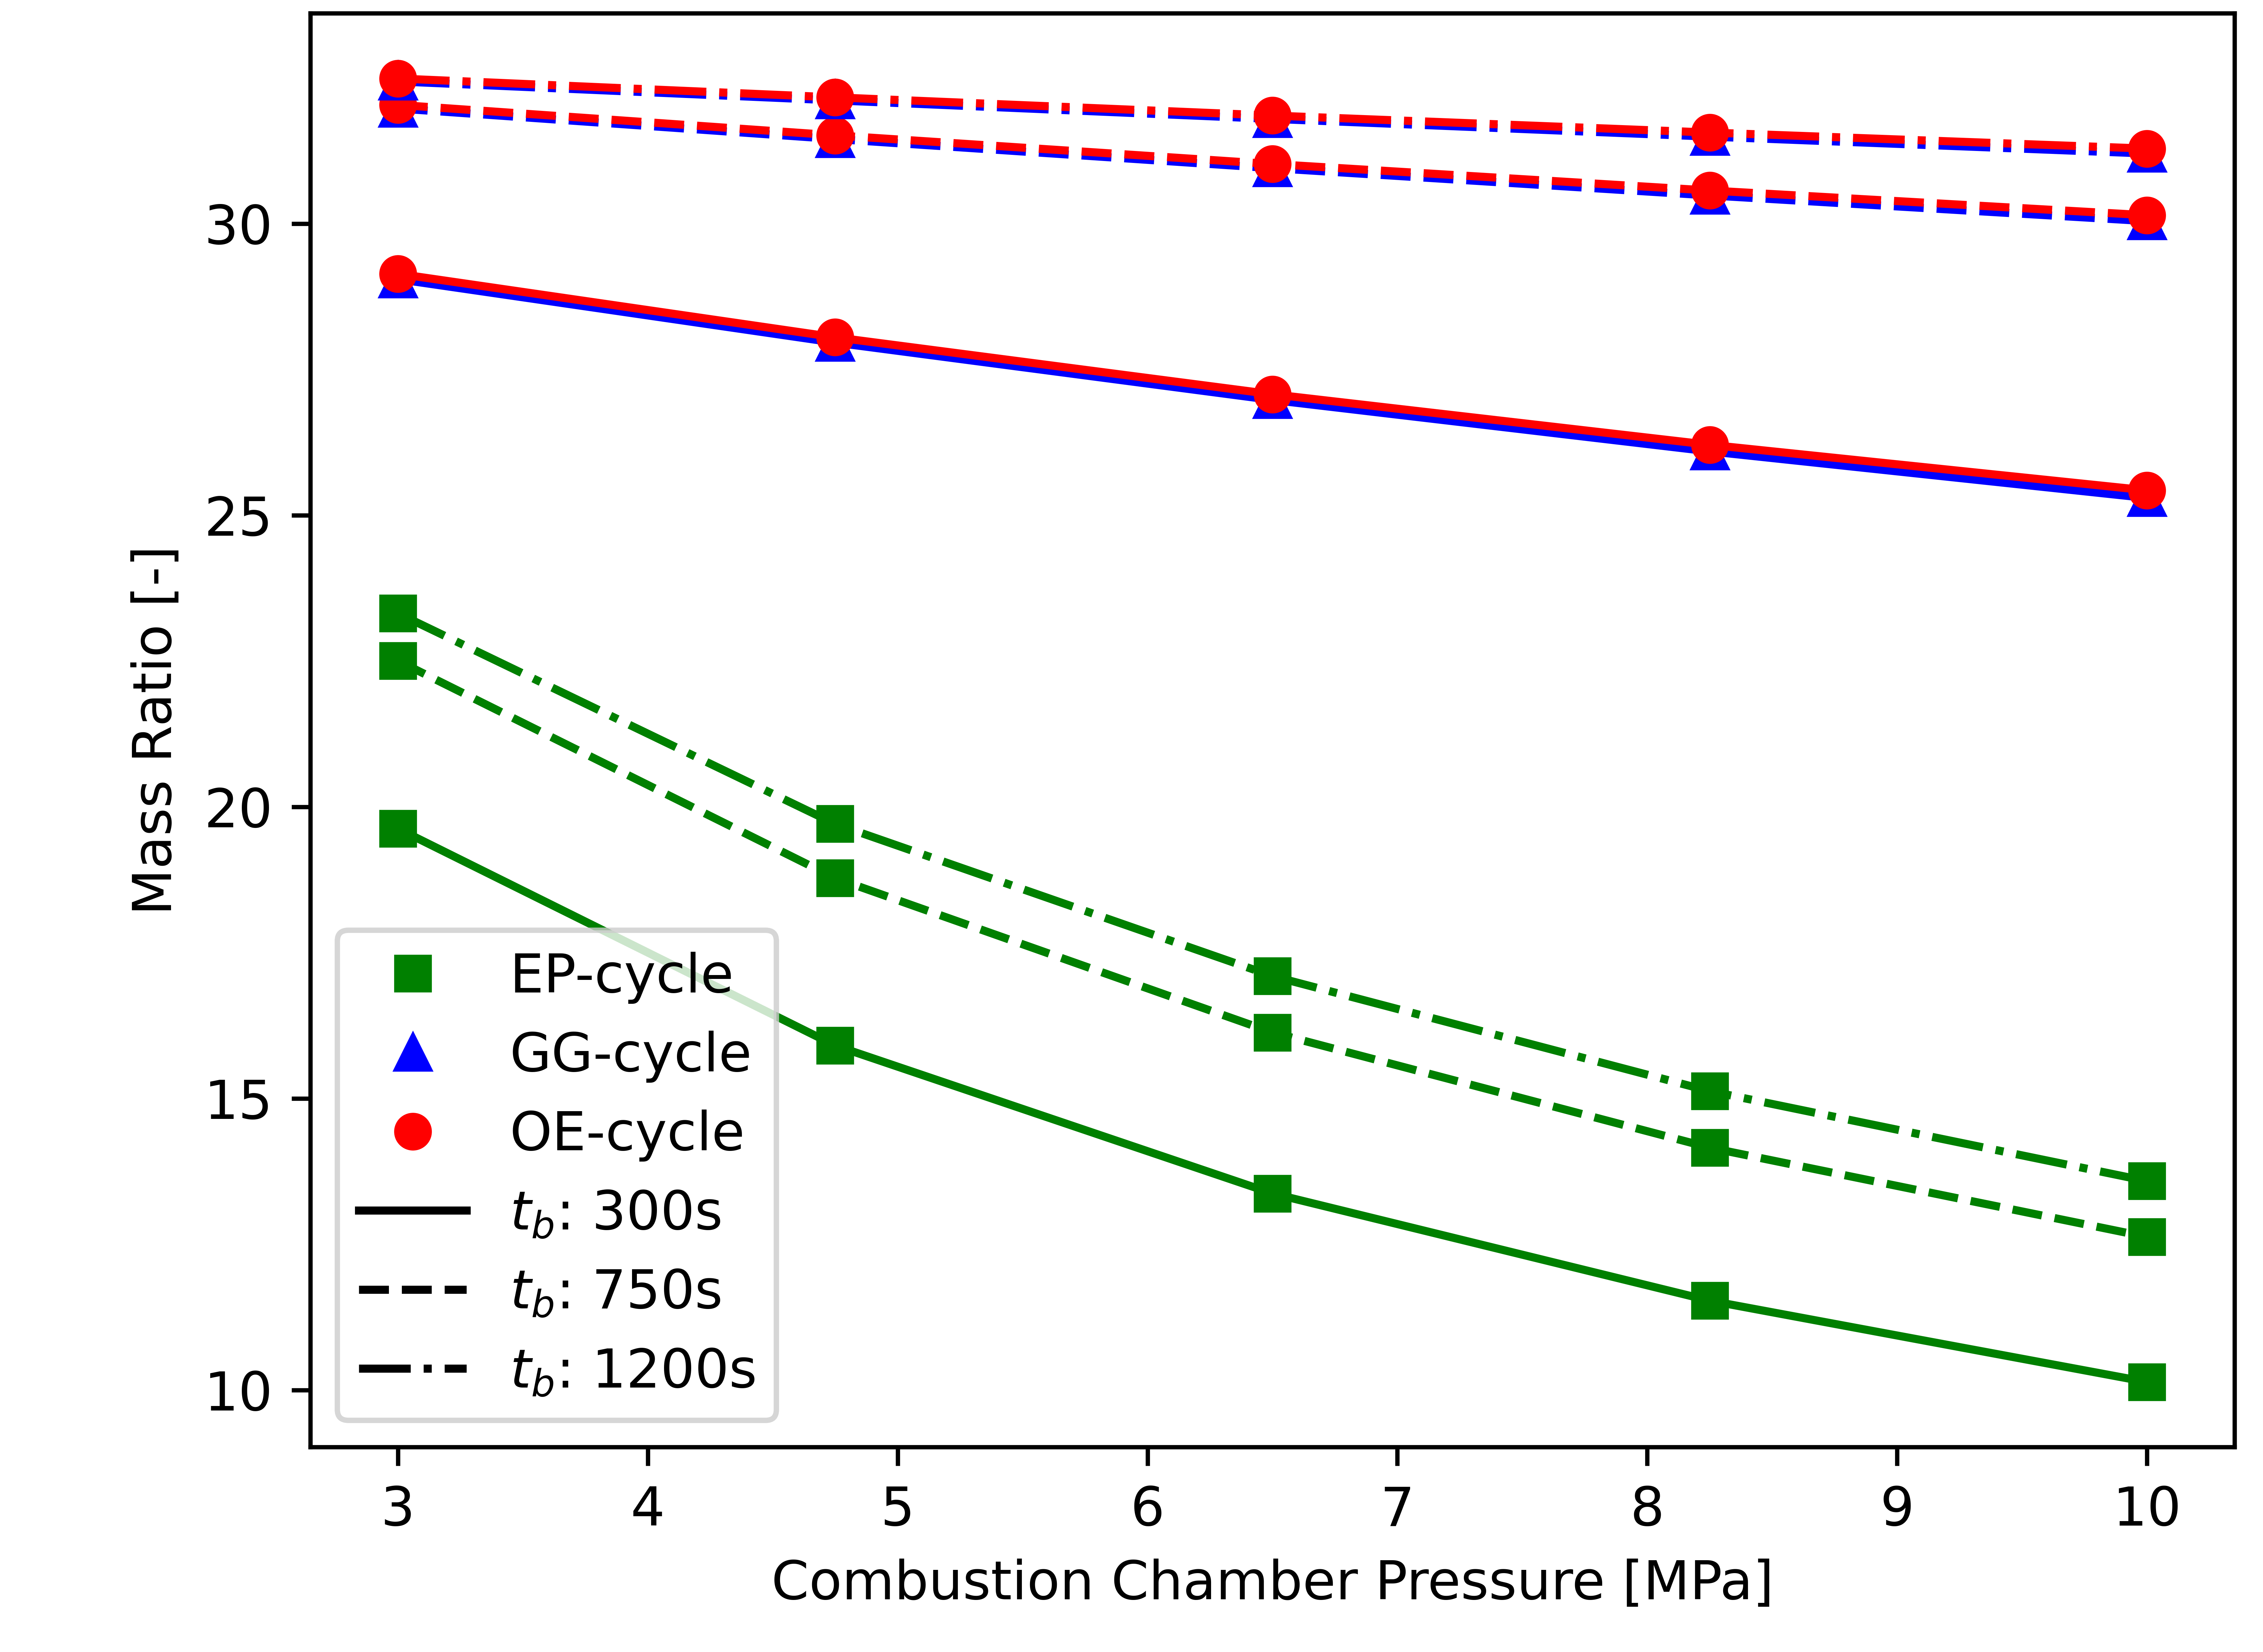 Mass Ratio [-]
30
25
20
15
10
EP-cycle
GG-cycle
OE-cycle
t_b: 300s
t_b: 750s
t_b: 1200s
3 4 5 6 7 8 9 10
Combustion Chamber Pressure [MPa]